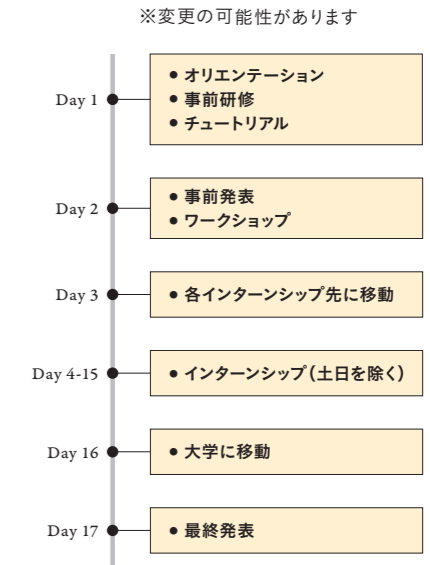 ※変更の可能性があります
Day 1
● オリエンテーション
● 事前研修
● チュートリアル
Day 2
● 事前発表
● ワークショップ
Day 3
● 各インターンシップ先に移動
Day 4-15
● インターンシップ(土日を除く)
Day 16
● 大学に移動
Day 17
● 最終発表